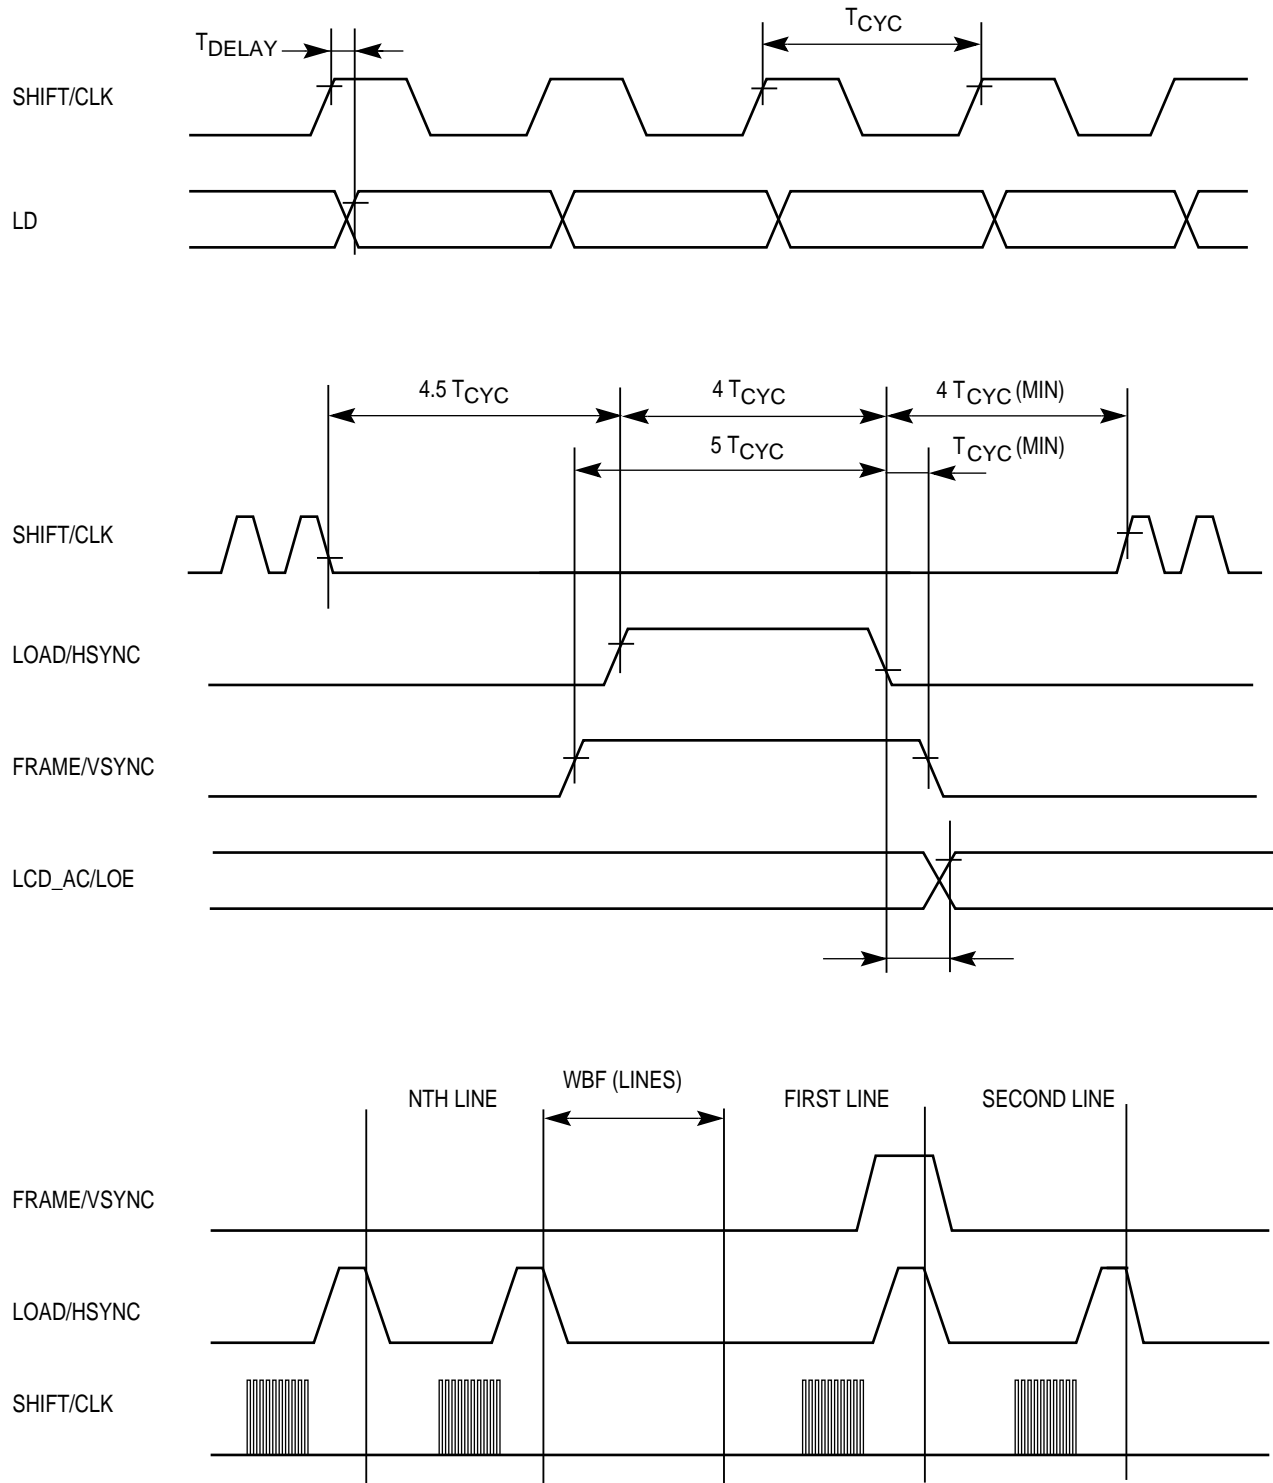 T_DELAY
T_CYC
SHIFT/CLK
LD
4.5 T_CYC
4 T_CYC
4 T_CYC (MIN)
5 T_CYC
T_CYC (MIN)
SHIFT/CLK
LOAD/HSYNC
FRAME/VSYNC
LCD_AC/LOE
WBF (LINES)
NTH LINE
FIRST LINE
SECOND LINE
FRAME/VSYNC
LOAD/HSYNC
SHIFT/CLK